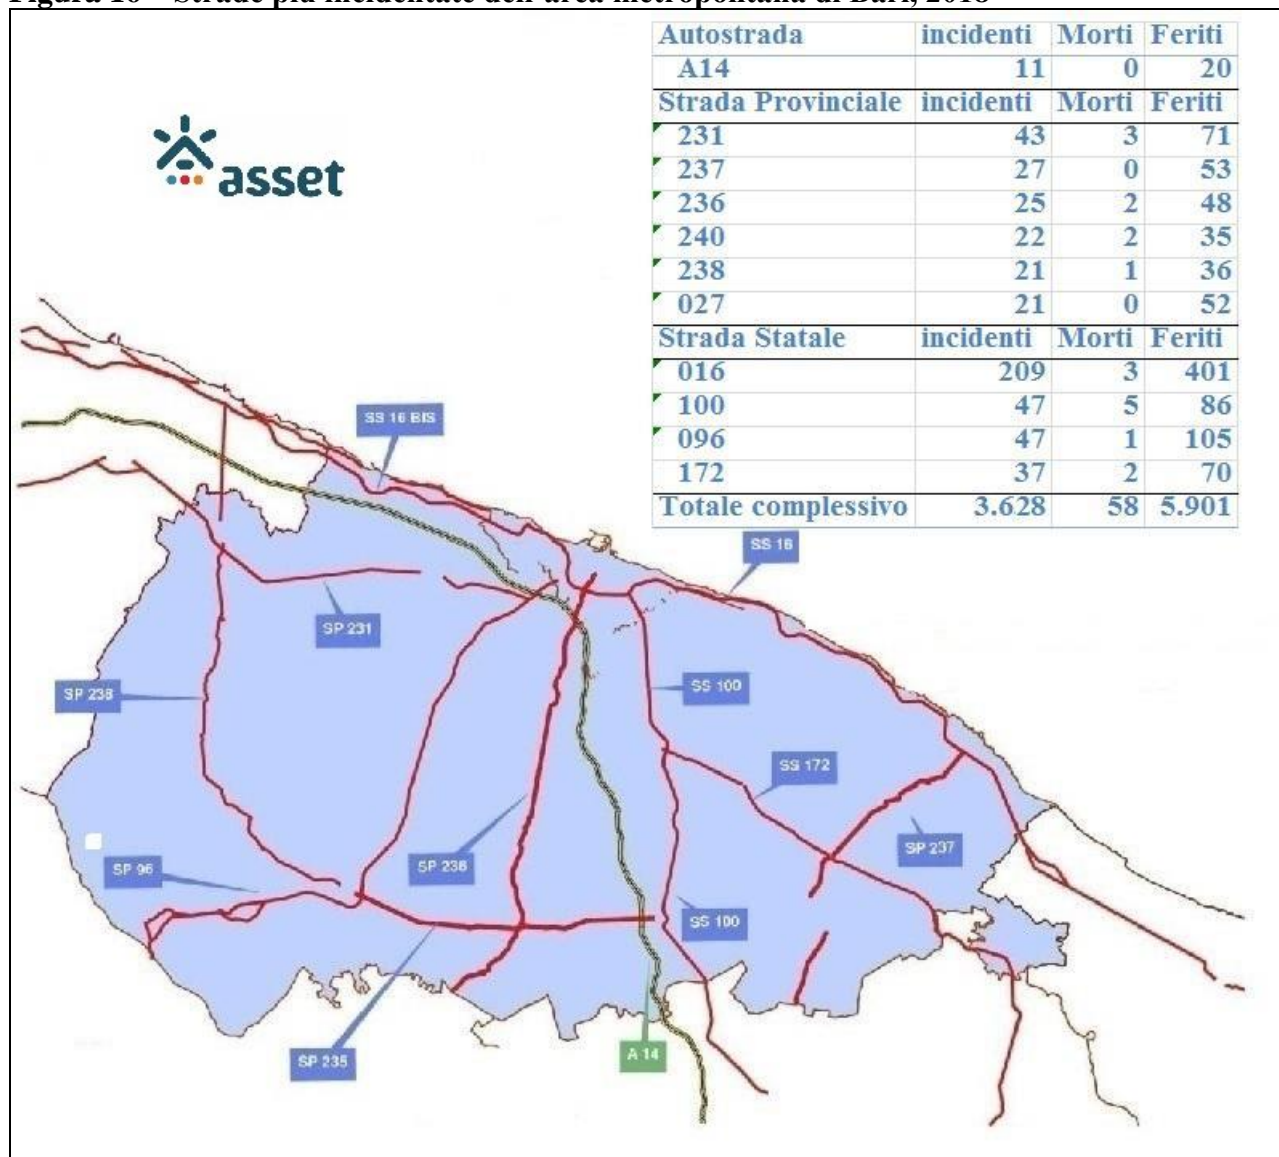 Figura 16 – Strade più incidentate dell'area metropolitana di Bari, 2018
Autostrada incidenti Morti Feriti
A14 11 0 20
Strada Provinciale incidenti Morti Feriti
231 43 3 71
237 27 0 53
236 25 2 48
240 22 2 35
238 21 1 36
027 21 0 52
Strada Statale incidenti Morti Feriti
016 209 3 401
100 47 5 86
096 47 1 105
172 37 2 70
Totale complessivo 3.628 58 5.901
asset
SS 16 BIS
SS 16
SP 231
SP 238
SS 100
SS 172
SP 237
SP 96
SP 236
SS 100
SP 235
A 14